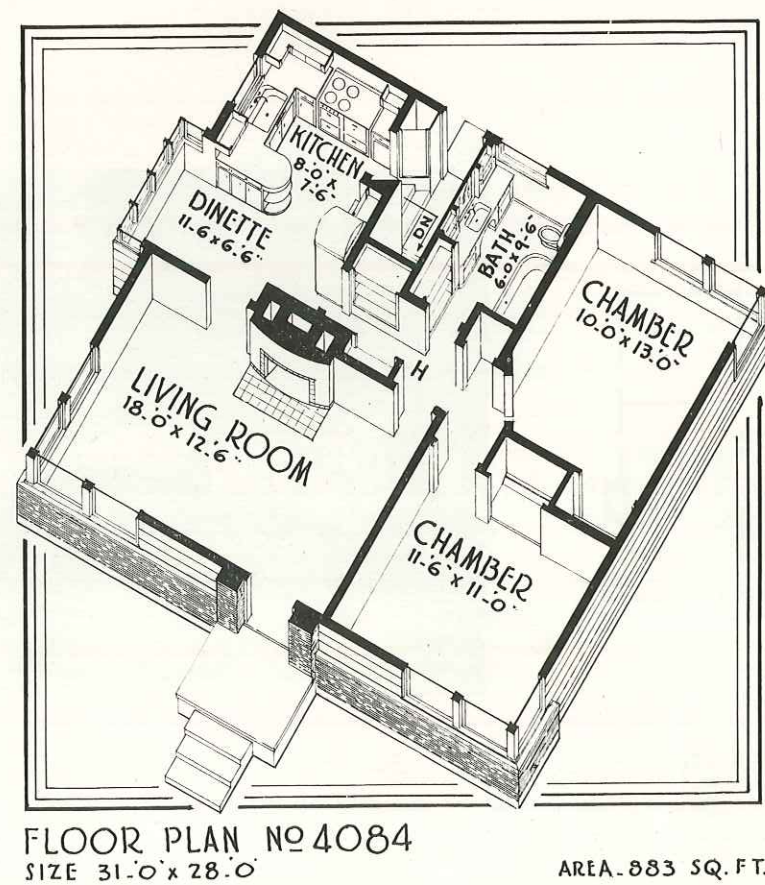 KITCHEN
8-0" x
7'-6"
DINETTE
11-6 x 6.6"
DN
BATH
6.0 x 9-6"
CHAMBER
10.0 x 13.0"
H
LIVING ROOM
18.0" x 12.6"
CHAMBER
11-6" x 11-0"
FLOOR PLAN No 4084
SIZE 31-0" x 28-0"
AREA-883 SQ. FT.